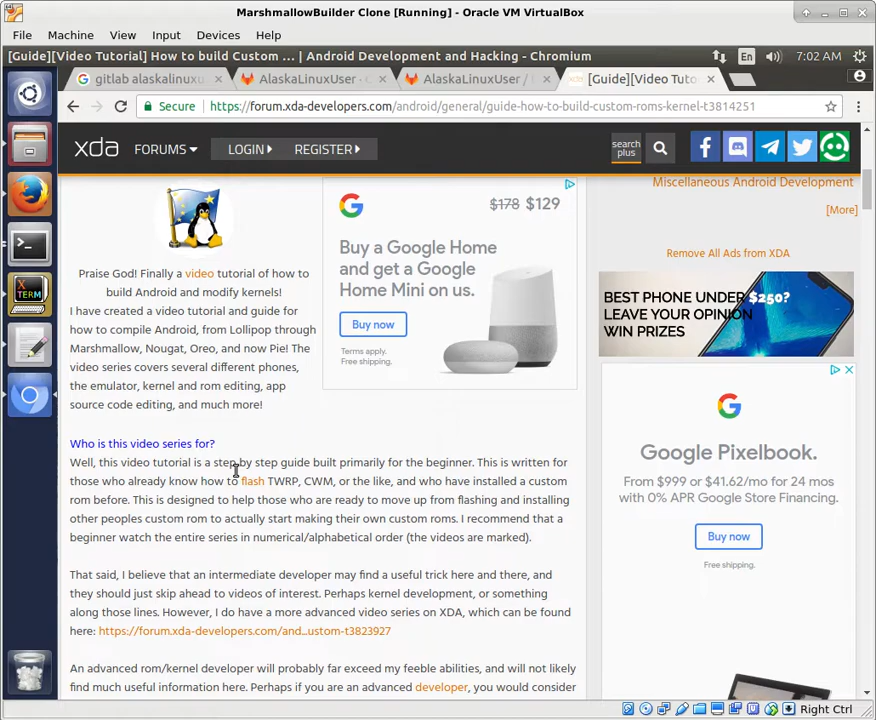 MarshmallowBuilder Clone [Running] - Oracle VM VirtualBox
File Machine View Input Devices Help
[Guide][Video Tutorial] How to build Custom ... | Android Development and Hacking - Chromium
En 7:02 AM
gitlab alaskalinuxu
AlaskaLinuxUser ·
AlaskaLinuxUser /
[Guide][Video Tuto
Secure https://forum.xda-developers.com/android/general/guide-how-to-build-custom-roms-kernel-t3814251
xda FORUMS LOGIN REGISTER
search
plus
Miscellaneous Android Development
[More]
Remove All Ads from XDA
Praise God! Finally a video tutorial of how to
build Android and modify kernels!
I have created a video tutorial and guide for
how to compile Android, from Lollipop through
Marshmallow, Nougat, Oreo, and now Pie! The
video series covers several different phones,
the emulator, kernel and rom editing, app
source code editing, and much more!
$178 $129
Buy a Google Home
and get a Google
Home Mini on us.
Buy now
Terms apply.
Free shipping.
BEST PHONE UNDER $250?
LEAVE YOUR OPINION
WIN PRIZES
Who is this video series for?
Well, this video tutorial is a step by step guide built primarily for the beginner. This is written for
those who already know how to flash TWRP, CWM, or the like, and who have installed a custom
rom before. This is designed to help those who are ready to move up from flashing and installing
other peoples custom rom to actually start making their own custom roms. I recommend that a
beginner watch the entire series in numerical/alphabetical order (the videos are marked).
That said, I believe that an intermediate developer may find a useful trick here and there, and
they should just skip ahead to videos of interest. Perhaps kernel development, or something
along those lines. However, I do have a more advanced video series on XDA, which can be found
here: https://forum.xda-developers.com/and...ustom-t3823927
An advanced rom/kernel developer will probably far exceed my feeble abilities, and will not likely
find much useful information here. Perhaps if you are an advanced developer, you would consider
Google Pixelbook.
From $999 or $41.62/mo for 24 mos
with 0% APR Google Store Financing.
Buy now
Free shipping.
X
TERM
Right Ctrl